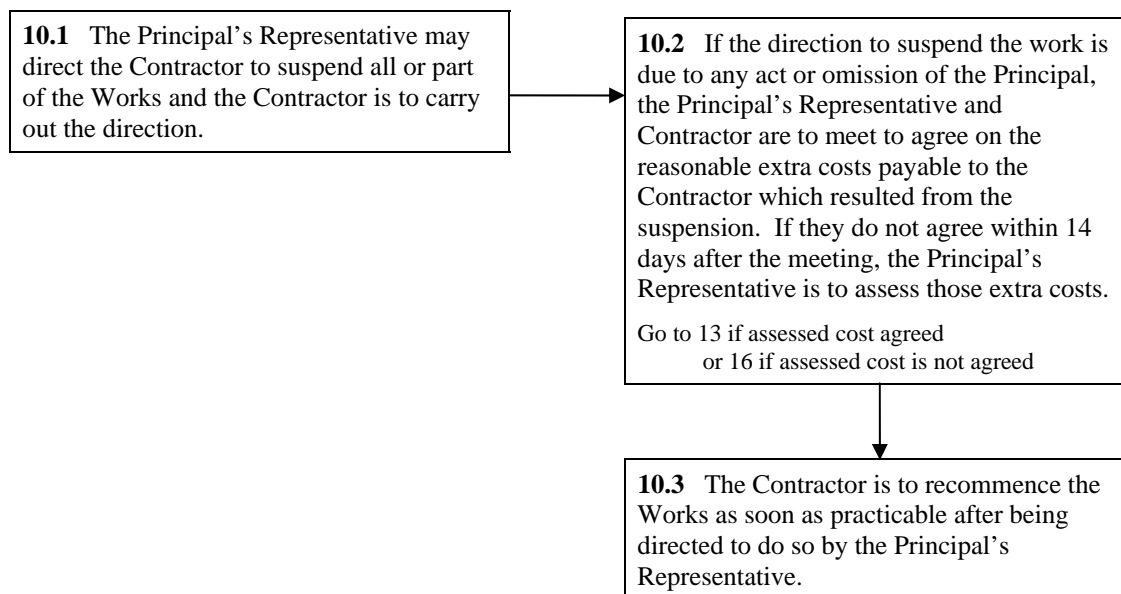 10.1 The Principal’s Representative may
direct the Contractor to suspend all or part
of the Works and the Contractor is to carry
out the direction.
10.2 If the direction to suspend the work is
due to any act or omission of the Principal,
the Principal’s Representative and
Contractor are to meet to agree on the
reasonable extra costs payable to the
Contractor which resulted from the
suspension. If they do not agree within 14
days after the meeting, the Principal’s
Representative is to assess those extra costs.
Go to 13 if assessed cost agreed
or 16 if assessed cost is not agreed
10.3 The Contractor is to recommence the
Works as soon as practicable after being
directed to do so by the Principal’s
Representative.